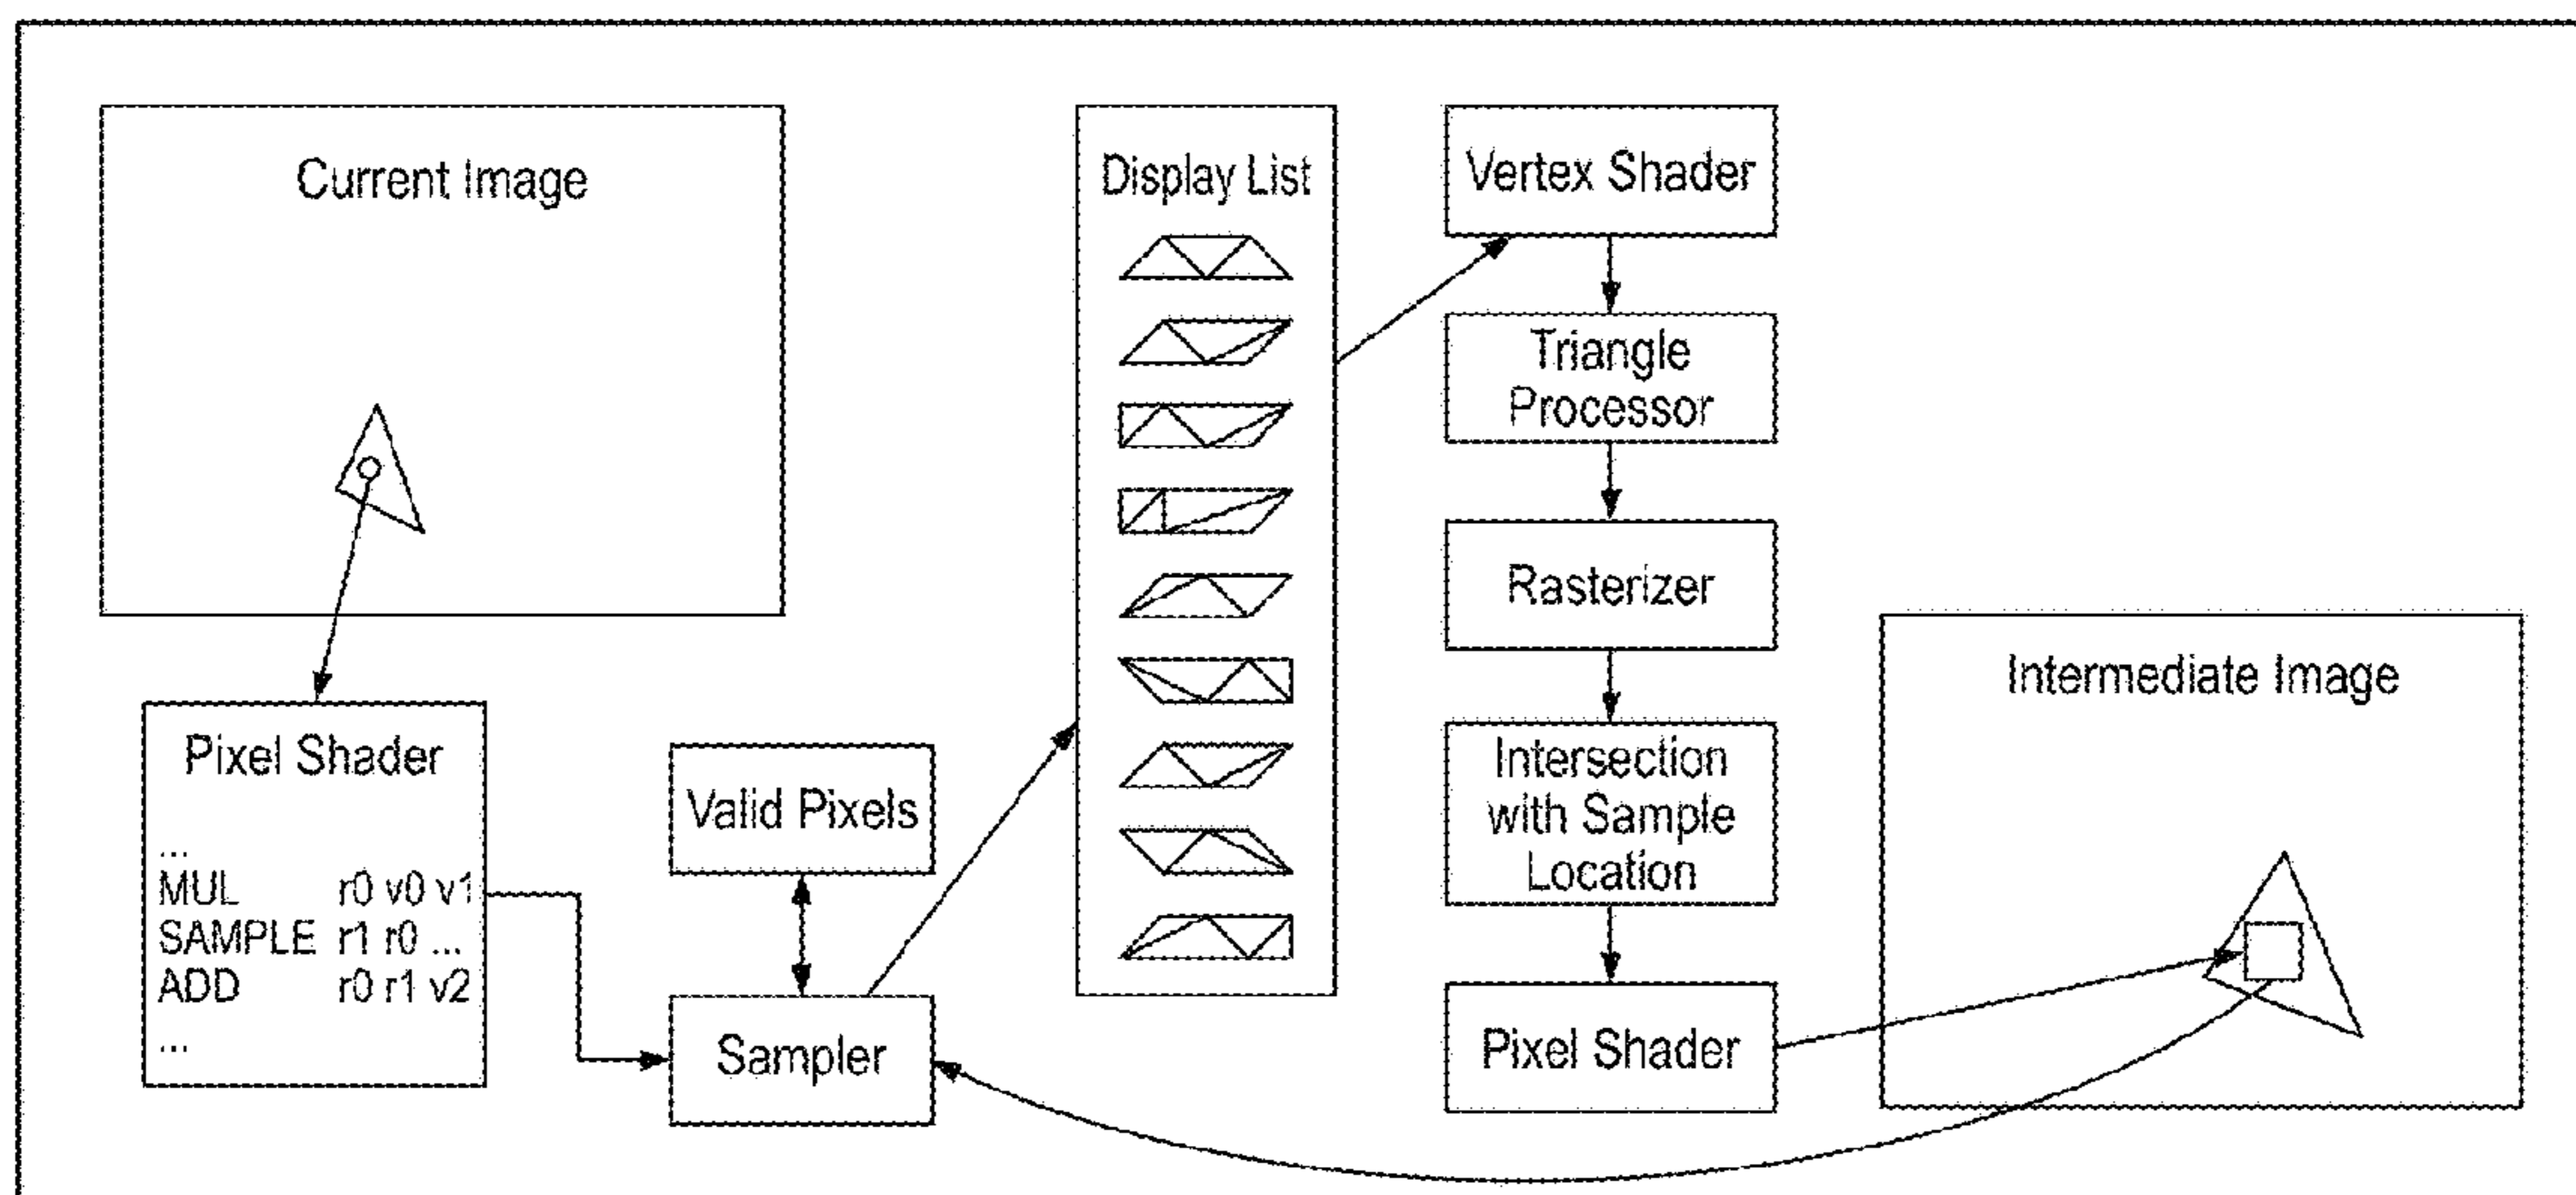 Current Image
Pixel Shader
...
MUL r0 v0 v1
SAMPLE r1 r0 ...
ADD r0 r1 v2
...
Valid Pixels
Sampler
Display List
Vertex Shader
Triangle
Processor
Rasterizer
Intersection
with Sample
Location
Pixel Shader
Intermediate Image